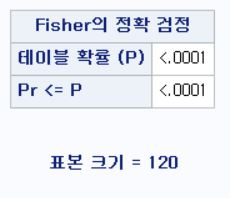 Fisher의 정확 검정
테이블 확률 (P) <.0001
Pr <= P <.0001
표본 크기 = 120